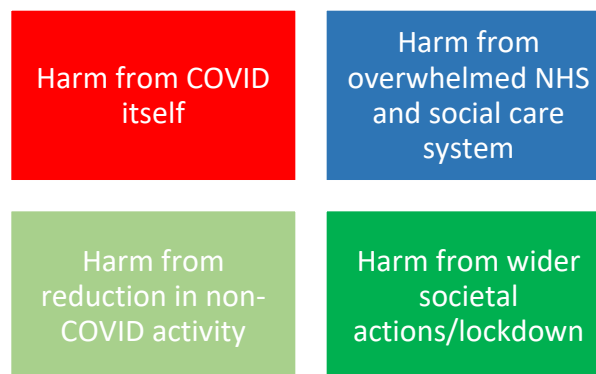 Harm from COVID
itself
Harm from
overwhelmed NHS
and social care
system
Harm from
reduction in non-
COVID activity
Harm from wider
societal
actions/lockdown